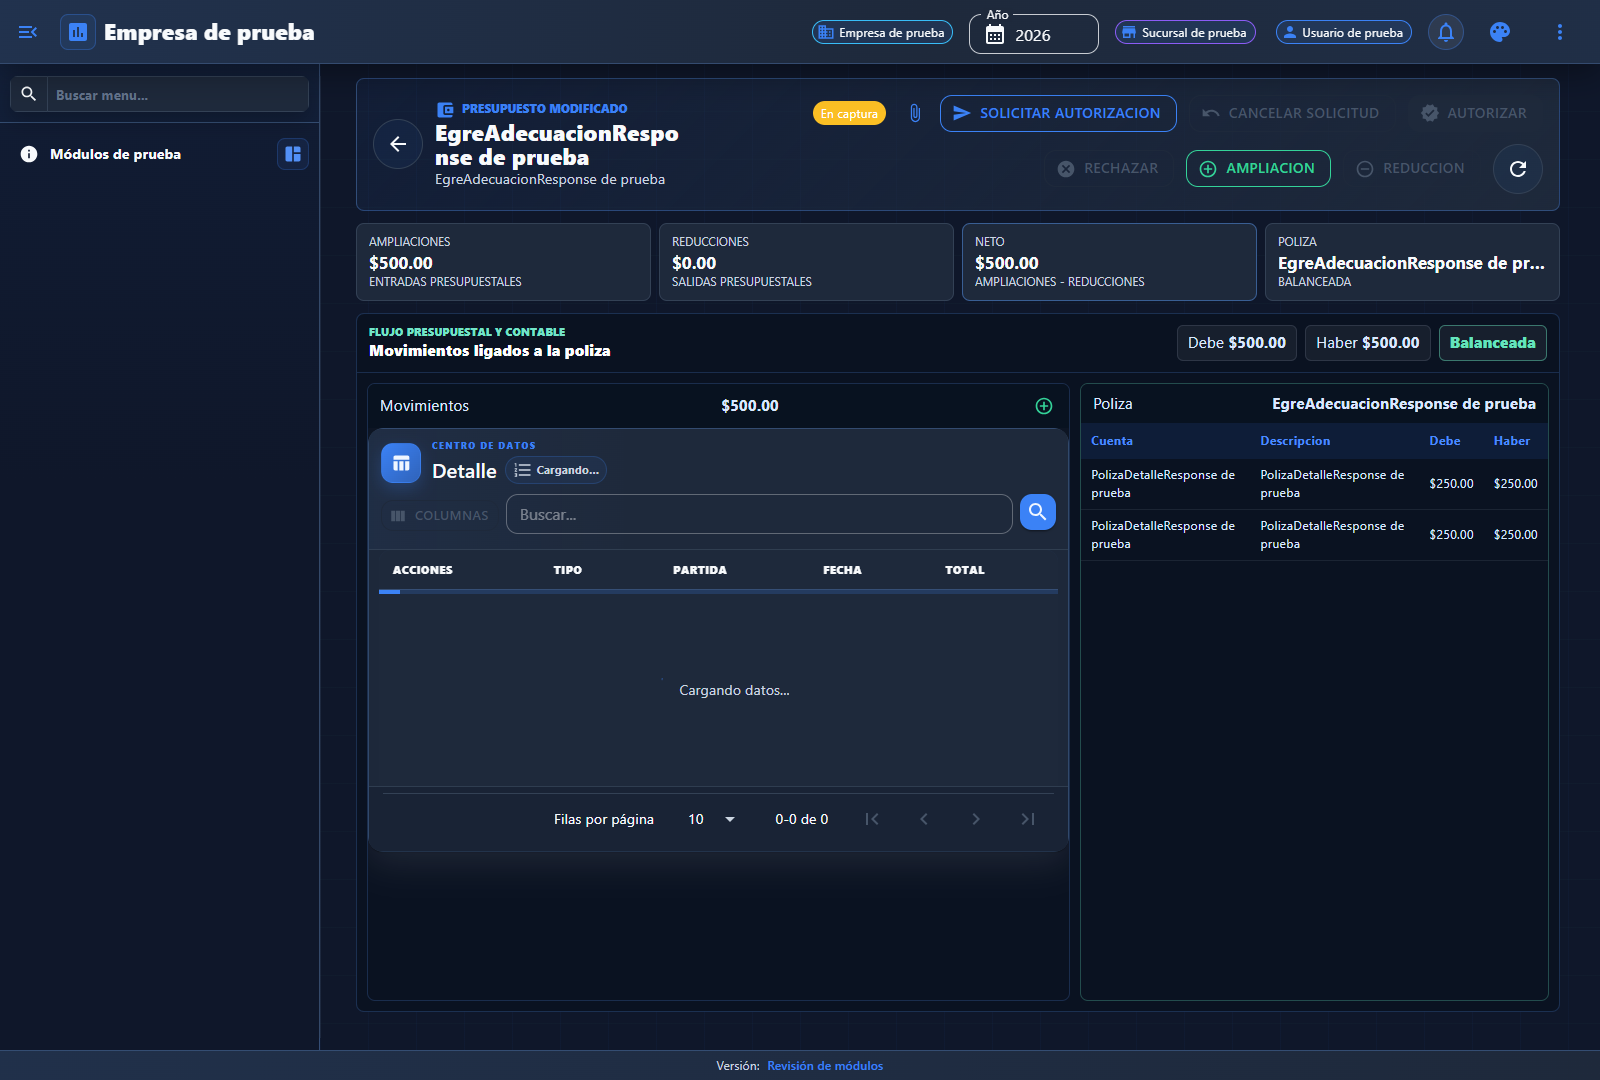 Empresa de prueba
Empresa de prueba
Año
2026
Sucursal de prueba
Usuario de prueba
Buscar menu...
Módulos de prueba
PRESUPUESTO MODIFICADO
EgreAdecuacionRespo
nse de prueba
EgreAdecuacionResponse de prueba
En captura
SOLICITAR AUTORIZACION
CANCELAR SOLICITUD
AUTORIZAR
RECHAZAR
AMPLIACION
REDUCCION
AMPLIACIONES
$500.00
ENTRADAS PRESUPUESTALES
REDUCCIONES
$0.00
SALIDAS PRESUPUESTALES
NETO
$500.00
AMPLIACIONES - REDUCCIONES
POLIZA
EgreAdecuacionResponse de pr...
BALANCEADA
FLUJO PRESUPUESTAL Y CONTABLE
Movimientos ligados a la poliza
Debe $500.00
Haber $500.00
Balanceada
Movimientos
$500.00
CENTRO DE DATOS
Detalle
Cargando...
COLUMNAS
Buscar...
ACCIONES TIPO PARTIDA FECHA TOTAL
Cargando datos...
Filas por página 10 0-0 de 0
Poliza EgreAdecuacionResponse de prueba
Cuenta Descripcion Debe Haber
PolizaDetalleResponse de prueba PolizaDetalleResponse de prueba $250.00 $250.00
PolizaDetalleResponse de prueba PolizaDetalleResponse de prueba $250.00 $250.00
Versión: Revisión de módulos